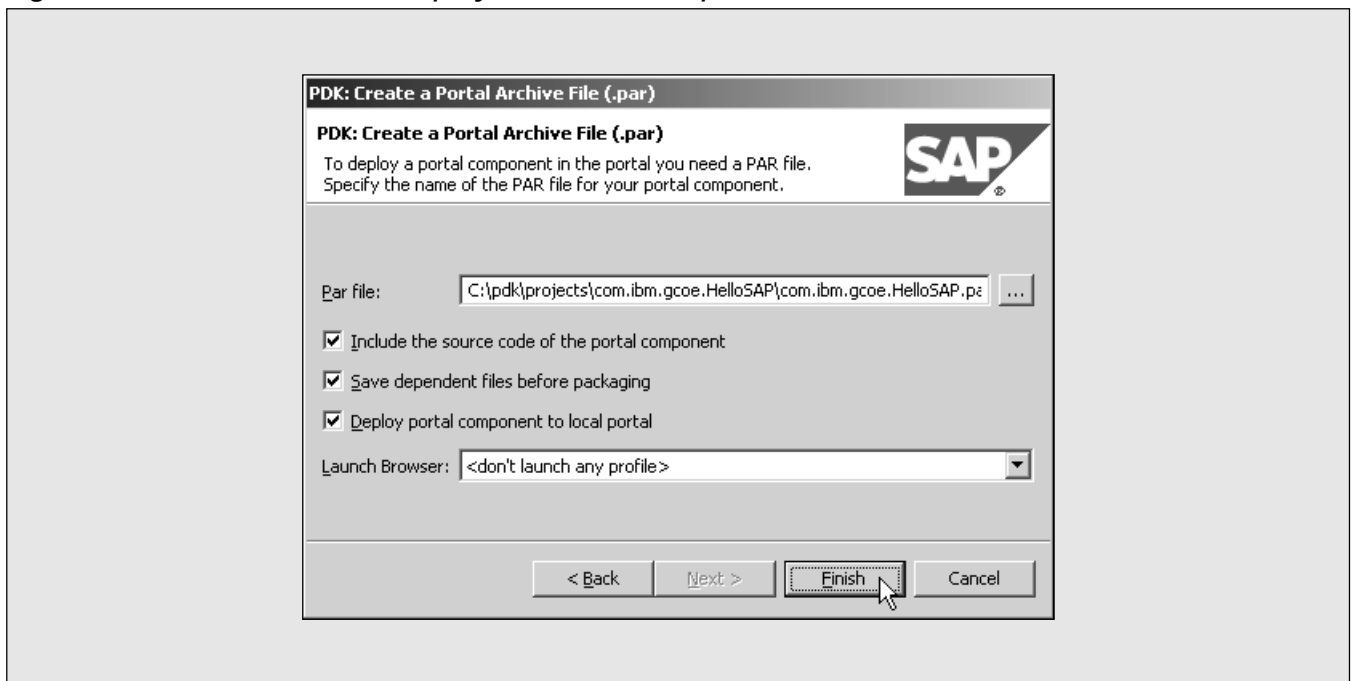 PDK: Create a Portal Archive File (.par)
PDK: Create a Portal Archive File (.par)
To deploy a portal component in the portal you need a PAR file.
Specify the name of the PAR file for your portal component.
SAP ®
Par file: C:\pdk\projects\com.ibm.gcoe.HelloSAP\com.ibm.gcoe.HelloSAP.pa ...
Include the source code of the portal component
Save dependent files before packaging
Deploy portal component to local portal
Launch Browser: <don't launch any profile>
< Back Next > Finish Cancel